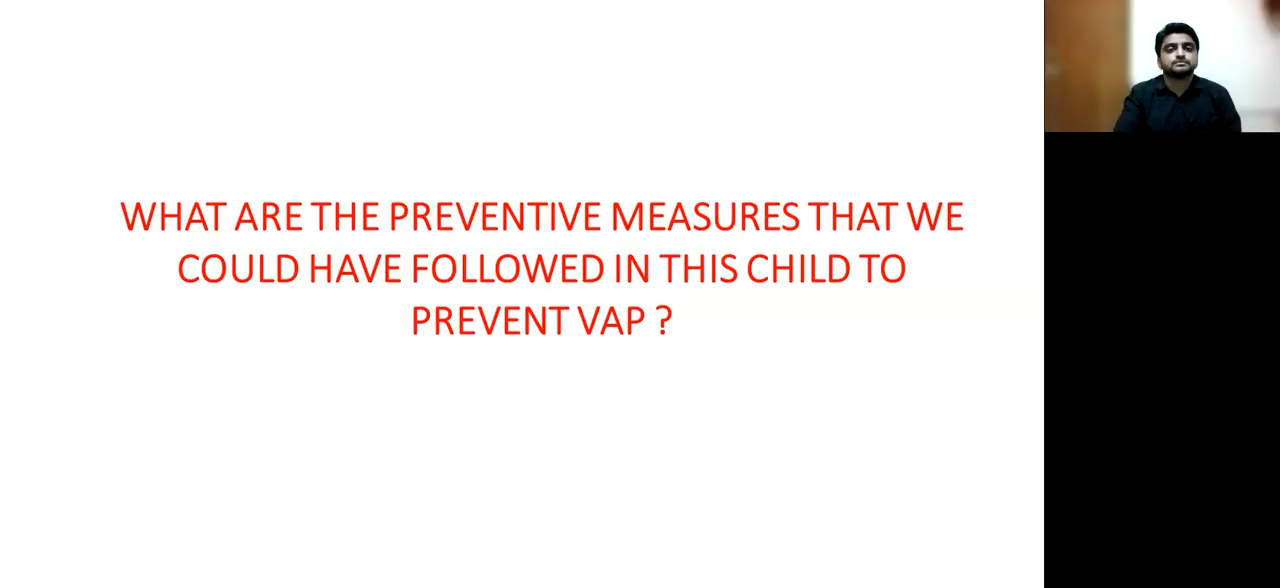 WHAT ARE THE PREVENTIVE MEASURES THAT WE
COULD HAVE FOLLOWED IN THIS CHILD TO
PREVENT VAP ?